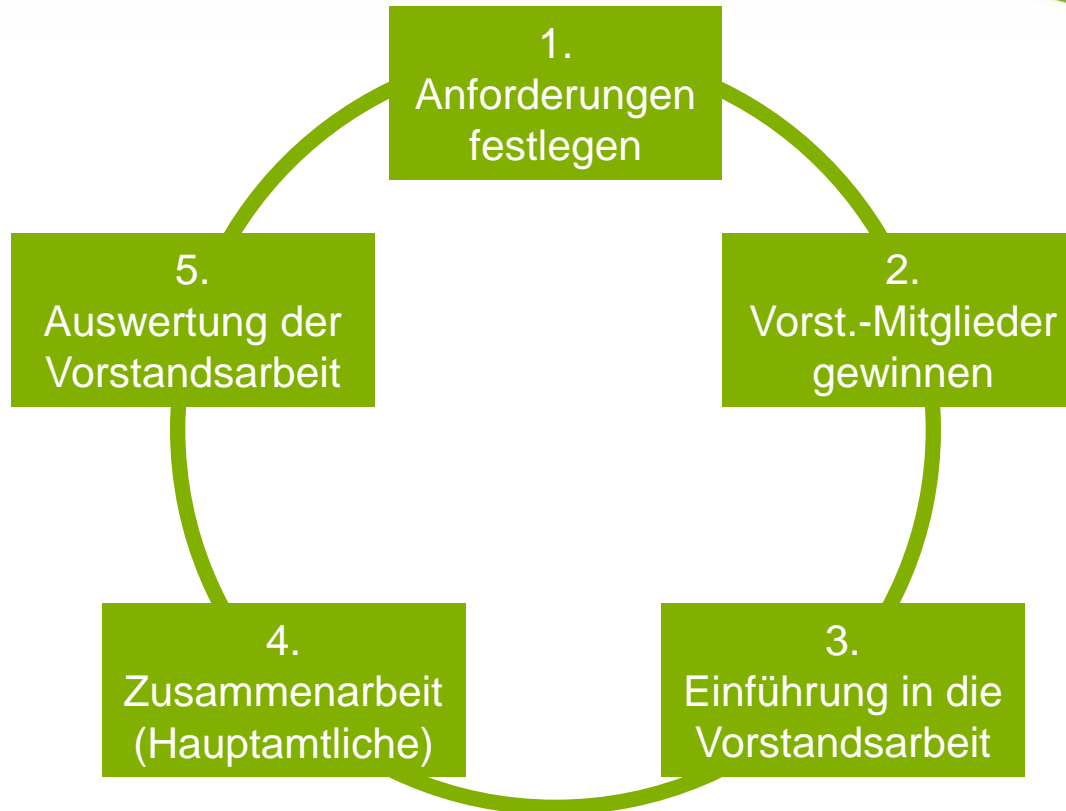 1.
Anforderungen
festlegen
2.
Vorst.-Mitglieder
gewinnen
3.
Einführung in die
Vorstandsarbeit
4.
Zusammenarbeit
(Hauptamtliche)
5.
Auswertung der
Vorstandsarbeit